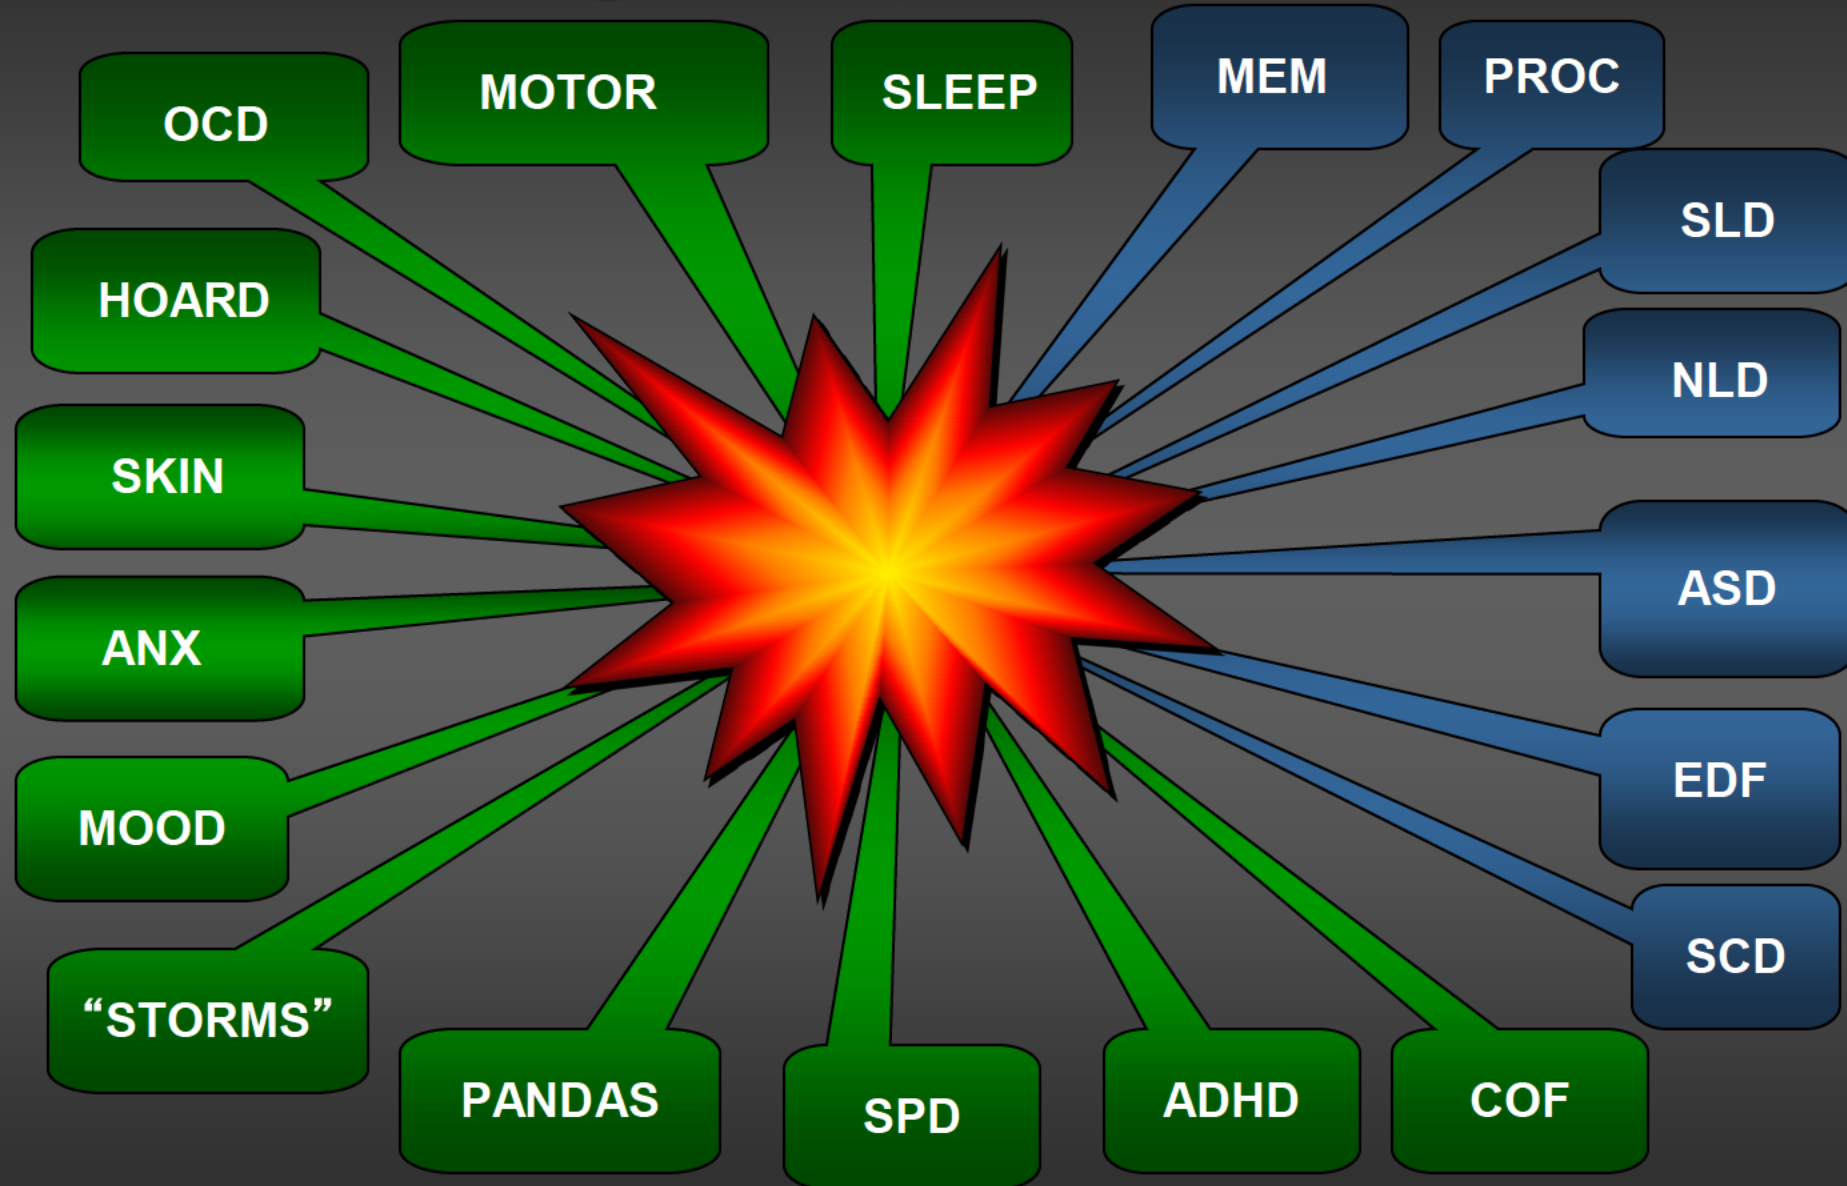 OCD
MOTOR
SLEEP
MEM
PROC
SLD
HOARD
NLD
SKIN
ASD
ANX
EDF
MOOD
SCD
“STORMS”
PANDAS
SPD
ADHD
COF